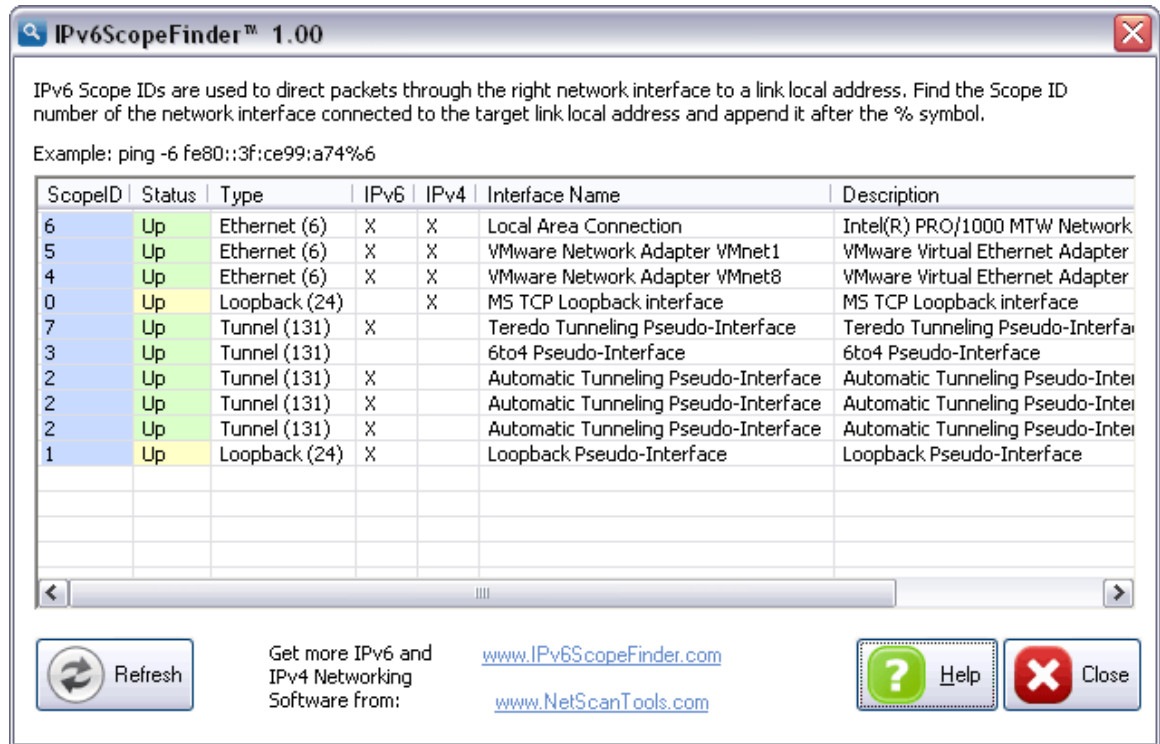 IPv6ScopeFinder™ 1.00
IPv6 Scope IDs are used to direct packets through the right network interface to a link local address. Find the Scope ID
number of the network interface connected to the target link local address and append it after the % symbol.
Example: ping -6 fe80::3f:ce99:a74%6
ScopeID Status Type IPv6 IPv4 Interface Name Description
6 Up Ethernet (6) X X Local Area Connection Intel(R) PRO/1000 MTW Network
5 Up Ethernet (6) X X VMware Network Adapter VMnet1 VMware Virtual Ethernet Adapter
4 Up Ethernet (6) X X VMware Network Adapter VMnet8 VMware Virtual Ethernet Adapter
0 Up Loopback (24) X MS TCP Loopback interface MS TCP Loopback interface
7 Up Tunnel (131) X Teredo Tunneling Pseudo-Interface Teredo Tunneling Pseudo-Interfa
3 Up Tunnel (131) 6to4 Pseudo-Interface 6to4 Pseudo-Interface
2 Up Tunnel (131) X Automatic Tunneling Pseudo-Interface Automatic Tunneling Pseudo-Inter
2 Up Tunnel (131) X Automatic Tunneling Pseudo-Interface Automatic Tunneling Pseudo-Inter
2 Up Tunnel (131) X Automatic Tunneling Pseudo-Interface Automatic Tunneling Pseudo-Inter
1 Up Loopback (24) X Loopback Pseudo-Interface Loopback Pseudo-Interface
Refresh
Get more IPv6 and
IPv4 Networking
Software from:
www.IPv6ScopeFinder.com
www.NetScanTools.com
? Help
Close